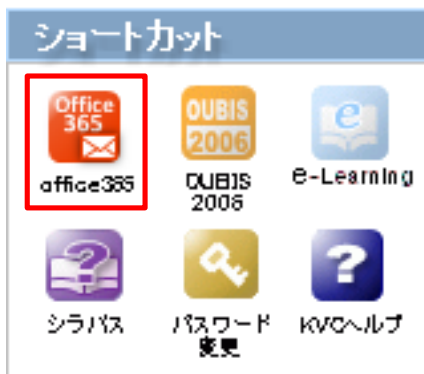 ショートカット
Office
365
office365
OUBIS
2006
OUBIS
2006
e
e-Learning
?
シラバス
パスワード
変更
?
KVCヘルプ